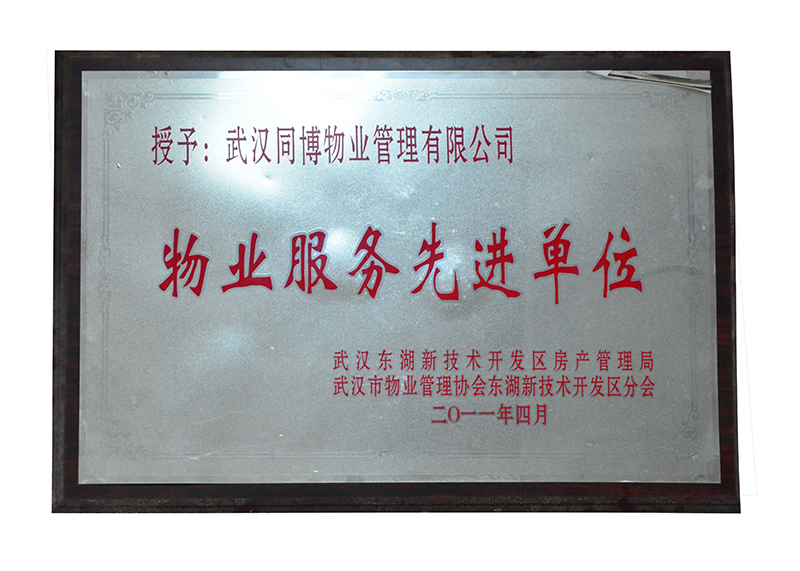 授予：武汉同博物业管理有限公司
物业服务先进单位
武汉东湖新技术开发区房产管理局
武汉市物业管理协会东湖新技术开发区分会
二〇一一年四月